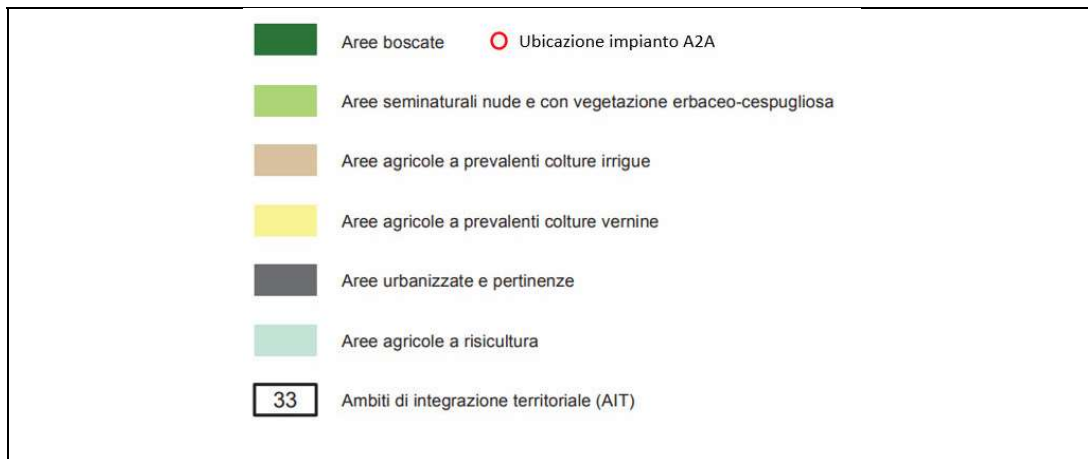 Aree boscate Ubicazione impianto A2A
Aree seminaturali nude e con vegetazione erbaceo-cespugliosa
Aree agricole a prevalenti colture irrigue
Aree agricole a prevalenti colture vernine
Aree urbanizzate e pertinenze
Aree agricole a risicultura
33 Ambiti di integrazione territoriale (AIT)